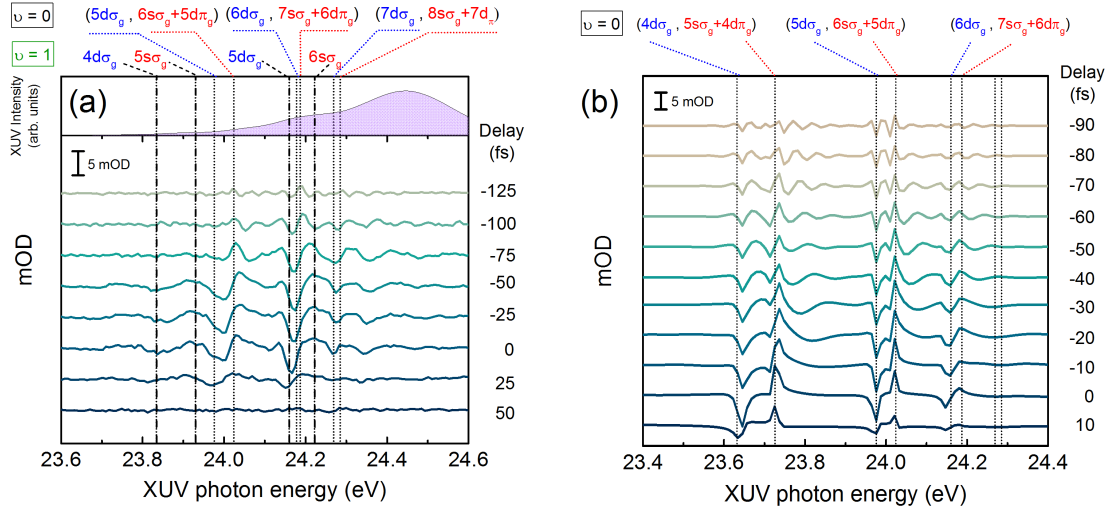 υ = 0
(5dσg, 6sσg+5dπg)
(6dσg, 7sσg+6dπg)
(7dσg, 8sσg+7dπ)
υ = 1
4dσg
5sσg
5dσg
6sσg
XUV Intensity
(arb. units)
(a)
Delay
(fs)
5 mOD
-125
-100
-75
-50
-25
0
25
50
mOD
23.6 23.8 24.0 24.2 24.4 24.6
XUV photon energy (eV)
υ = 0
(4dσg, 5sσg+4dπg)
(5dσg, 6sσg+5dπg)
(6dσg, 7sσg+6dπg)
(b)
Delay
(fs)
5 mOD
-90
-80
-70
-60
-50
-40
-30
-20
-10
0
10
mOD
23.4 23.6 23.8 24.0 24.2 24.4
XUV photon energy (eV)